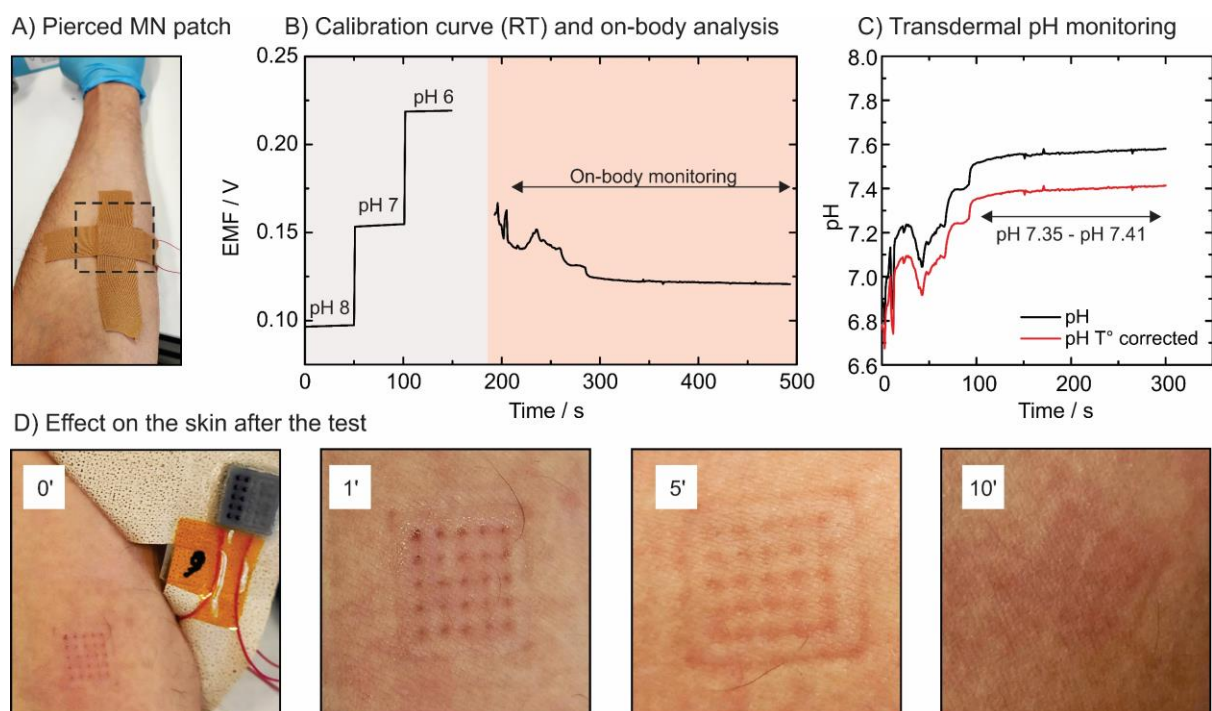 A) Pierced MN patch
B) Calibration curve (RT) and on-body analysis
C) Transdermal pH monitoring
0.25
0.20
0.15
0.10
EMF / V
pH 6
pH 7
pH 8
On-body monitoring
0 100 200 300 400 500
Time / s
8.0
7.8
7.6
7.4
7.2
7.0
6.8
6.6
pH
pH 7.35 - pH 7.41
pH
pH T° corrected
0 100 200 300
Time / s
D) Effect on the skin after the test
0'
9
1'
5'
10'